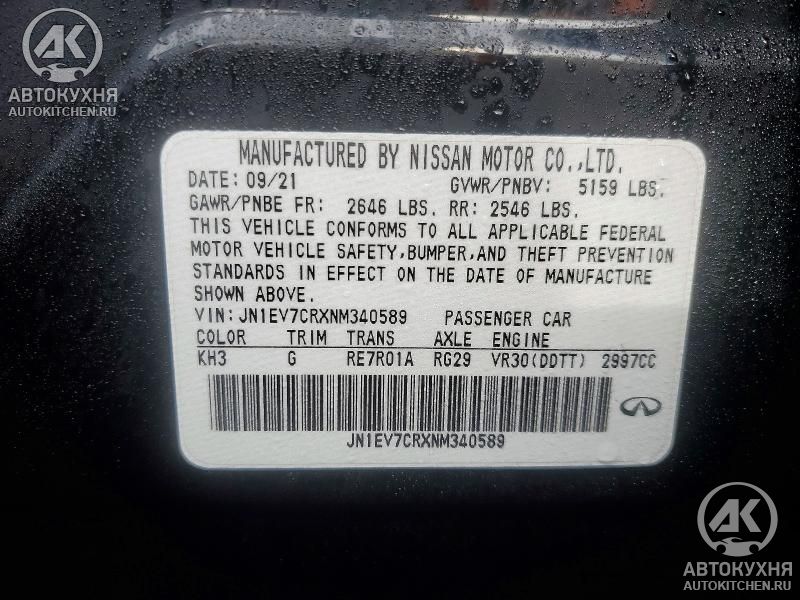 AK
АВТОКУХНЯ
AUTOKITCHEN.RU
MANUFACTURED BY NISSAN MOTOR CO.,LTD.
DATE: 09/21 GVWR/PNBV: 5159 LBS.
GAWR/PNBE FR: 2646 LBS. RR: 2546 LBS.
THIS VEHICLE CONFORMS TO ALL APPLICABLE FEDERAL
MOTOR VEHICLE SAFETY,BUMPER,AND THEFT PREVENTION
STANDARDS IN EFFECT ON THE DATE OF MANUFACTURE
SHOWN ABOVE.
VIN: JN1EV7CRXNM340589 PASSENGER CAR
COLOR TRIM TRANS AXLE ENGINE
KH3 G RE7R01A RG29 VR30(DDTT) 2997CC
JN1EV7CRXNM340589
AK
АВТОКУХНЯ
AUTOKITCHEN.RU